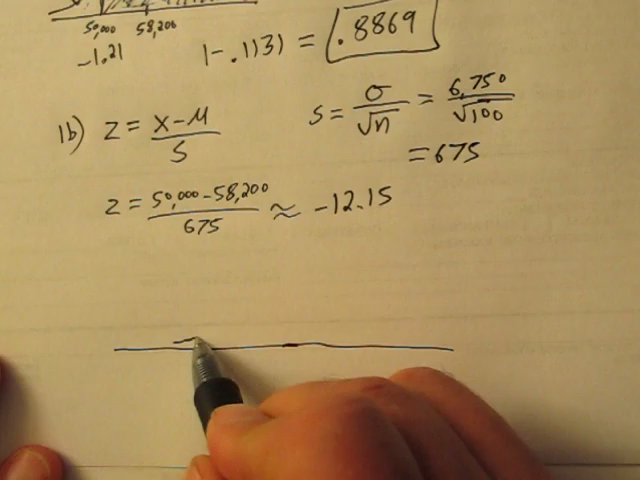 50,000 58,200
-1.21 1-.1131 = .8869
1b) z = x-μ/s s = σ/√n = 6,750/√100
= 675
z = 50,000-58,200/675 ≈ -12.15